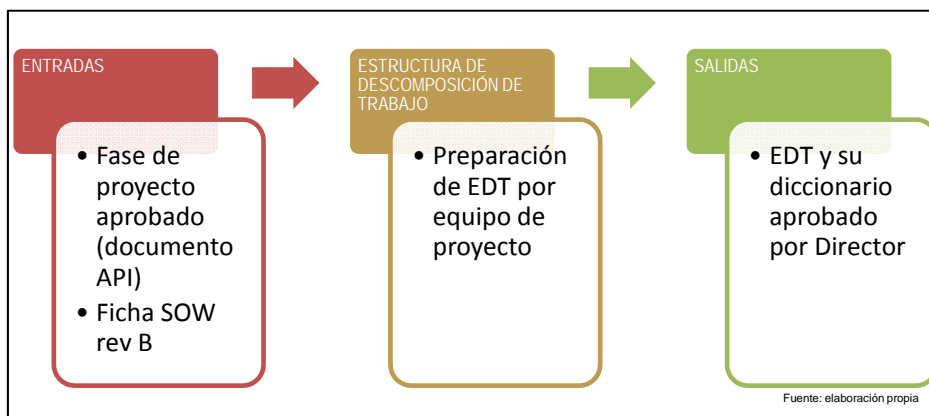 ENTRADAS
• Fase de
proyecto
aprobado
(documento
API)
• Ficha SOW
rev B
ESTRUCTURA DE
DESCOMPOSICIÓN DE
TRABAJO
• Preparación
de EDT por
equipo de
proyecto
SALIDAS
• EDT y su
diccionario
aprobado
por Director
Fuente: elaboración propia